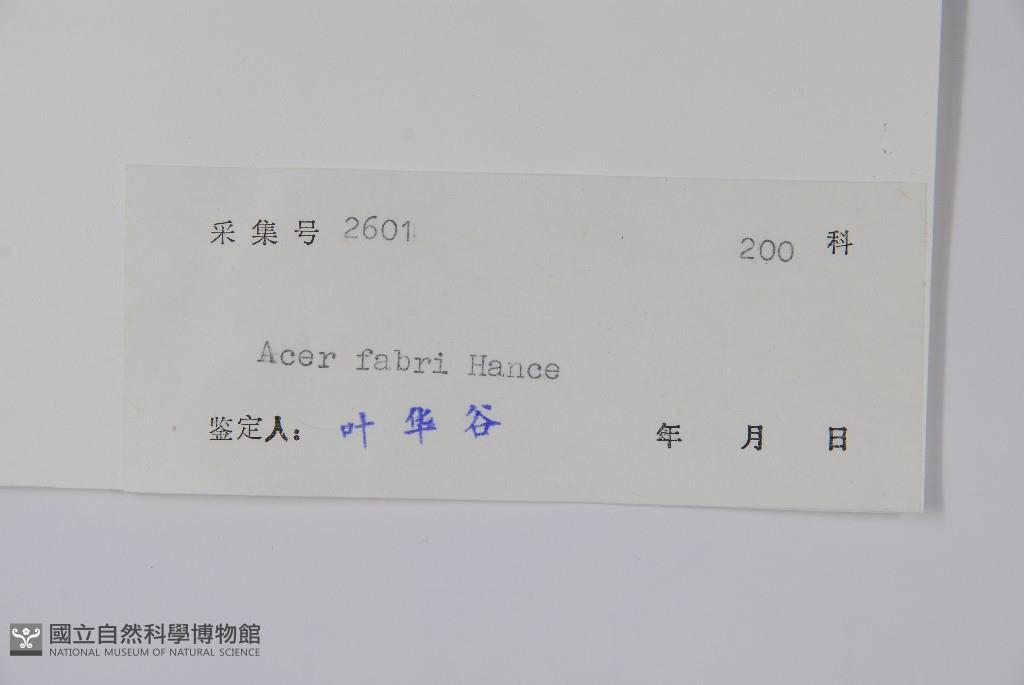 采集号 2601 200 科
Acer fabri Hance
鉴定人: 叶华谷 年 月 日
國立自然科學博物館
NATIONAL MUSEUM OF NATURAL SCIENCE